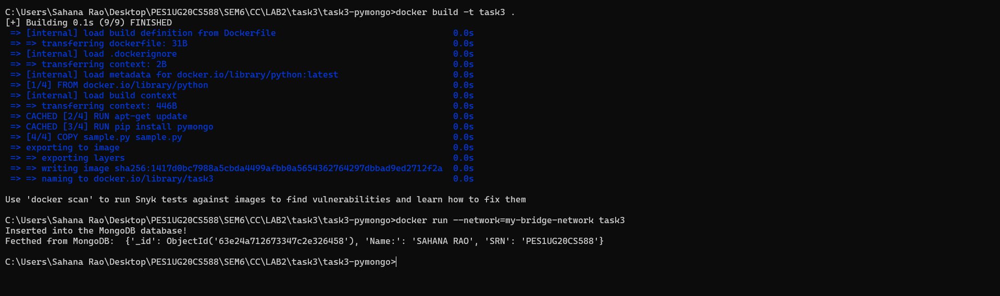 C:\Users\Sahana Rao\Desktop\PES1UG20CS588\SEM6\CC\LAB2\task3\task3-pymongo>docker build -t task3 .
[+] Building 0.1s (9/9) FINISHED
=> [internal] load build definition from Dockerfile 0.0s
=> => transferring dockerfile: 31B 0.0s
=> [internal] load .dockerignore 0.0s
=> => transferring context: 2B 0.0s
=> [internal] load metadata for docker.io/library/python:latest 0.0s
=> [1/4] FROM docker.io/library/python 0.0s
=> [internal] load build context 0.0s
=> => transferring context: 446B 0.0s
=> CACHED [2/4] RUN apt-get update 0.0s
=> CACHED [3/4] RUN pip install pymongo 0.0s
=> [4/4] COPY sample.py sample.py 0.0s
=> exporting to image 0.0s
=> => exporting layers 0.0s
=> => writing image sha256:1417d0bc7988a5cbda4499afbb0a5654362764297dbbad9ed2712f2a 0.0s
=> => naming to docker.io/library/task3 0.0s
Use 'docker scan' to run Snyk tests against images to find vulnerabilities and learn how to fix them
C:\Users\Sahana Rao\Desktop\PES1UG20CS588\SEM6\CC\LAB2\task3\task3-pymongo>docker run --network=my-bridge-network task3
Inserted into the MongoDB database!
Fecthed from MongoDB:  {'_id': ObjectId('63e24a712673347c2e326458'), 'Name:': 'SAHANA RAO', 'SRN': 'PES1UG20CS588'}
C:\Users\Sahana Rao\Desktop\PES1UG20CS588\SEM6\CC\LAB2\task3\task3-pymongo>